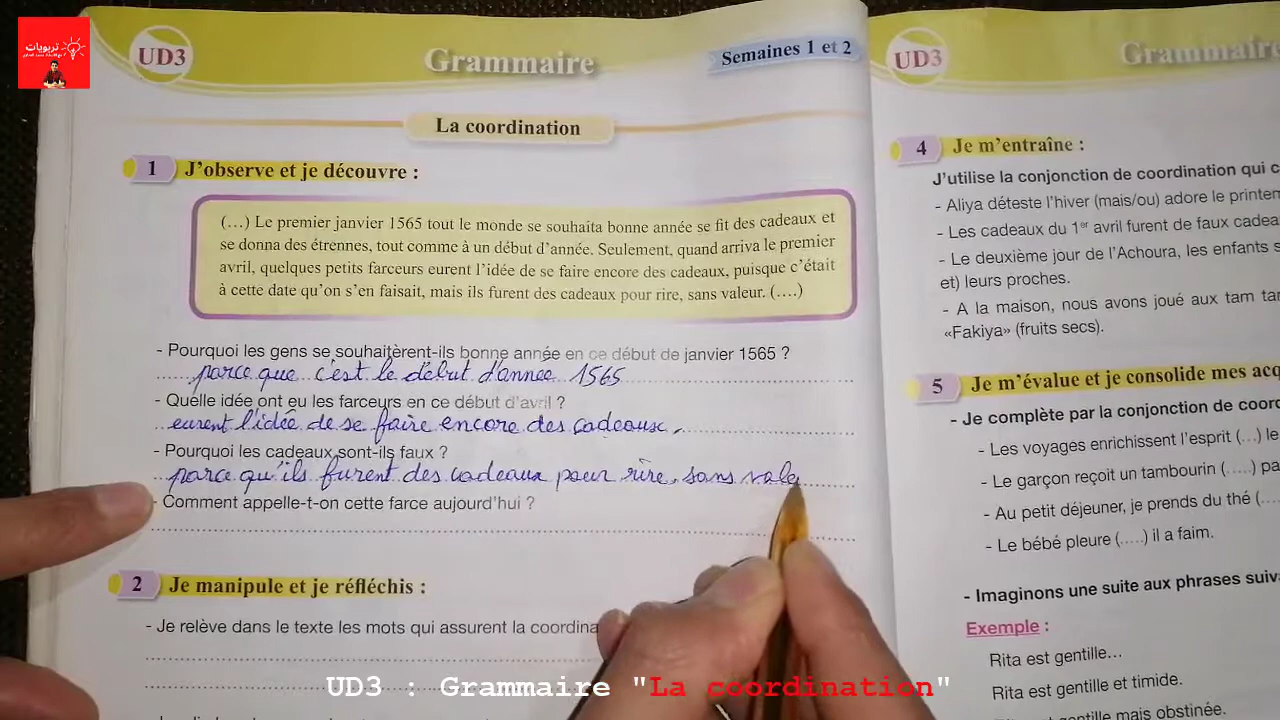 تربويات
UD3
Grammaire
Semaines 1 et 2
La coordination
1 J'observe et je découvre :
(…) Le premier janvier 1565 tout le monde se souhaita bonne année se fit des cadeaux et
se donna des étrennes, tout comme à un début d'année. Seulement, quand arriva le premier
avril, quelques petits farceurs eurent l'idée de se faire encore des cadeaux, puisque c'était
à cette date qu'on s'en faisait, mais ils furent des cadeaux pour rire, sans valeur. (….)
- Pourquoi les gens se souhaitèrent-ils bonne année en ce début de janvier 1565 ?
parce que c'est le début d'année 1565
- Quelle idée ont eu les farceurs en ce début d'avril ?
eurent l'idée de se faire encore des cadeaux.
- Pourquoi les cadeaux sont-ils faux ?
parce qu'ils furent des cadeaux pour rire, sans vale
- Comment appelle-t-on cette farce aujourd'hui ?
2 Je manipule et je réfléchis :
- Je relève dans le texte les mots qui assurent la coordina
UD3
Grammaire
4 Je m'entraîne :
J'utilise la conjonction de coordination qui c
- Aliya déteste l'hiver (mais/ou) adore le printem
- Les cadeaux du 1er avril furent de faux cadea
- Le deuxième jour de l'Achoura, les enfants s
et) leurs proches.
- A la maison, nous avons joué aux tam tam
«Fakiya» (fruits secs).
5 Je m'évalue et je consolide mes acq
- Je complète par la conjonction de coor
- Les voyages enrichissent l'esprit (…) le
- Le garçon reçoit un tambourin (.....) pa
- Au petit déjeuner, je prends du thé (…
- Le bébé pleure (.....) il a faim.
- Imaginons une suite aux phrases suiva
Exemple :
Rita est gentille…
Rita est gentille et timide.
gentille mais obstinée.
UD3 : Grammaire "La coordination"